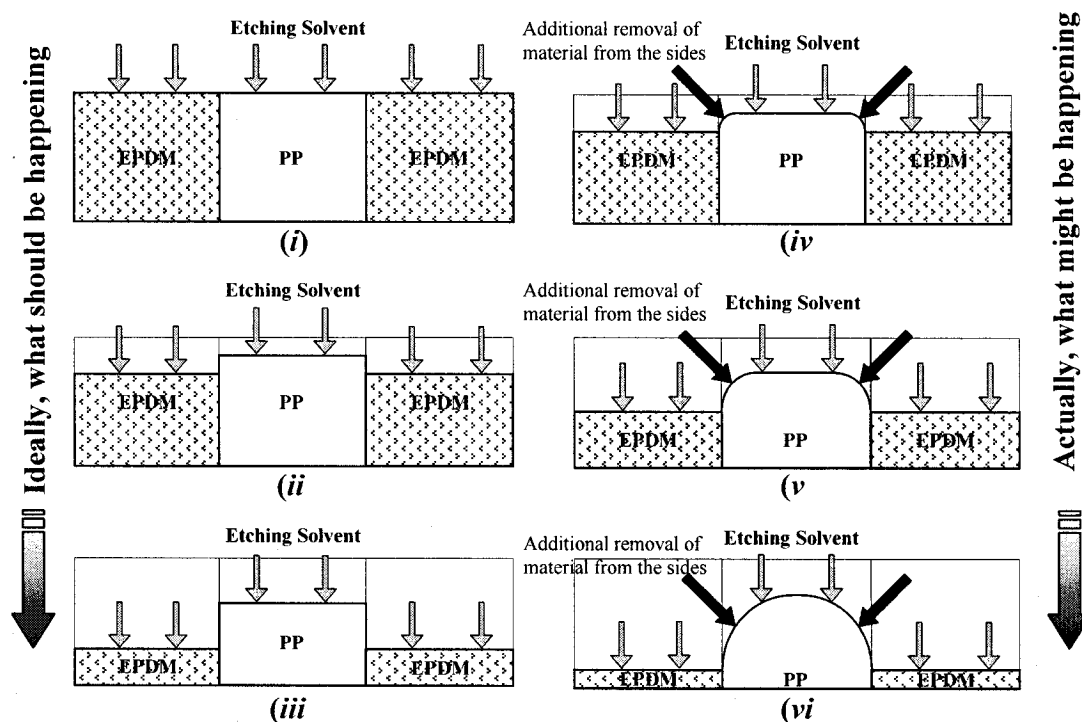 Ideally, what should be happening
Etching Solvent
EPDM
PP
EPDM
(i)
Etching Solvent
EPDM
PP
EPDM
(ii
Etching Solvent
EPDM
PP
EPDM
(iii
Additional removal of
material from the sides
Etching Solvent
EPDM
PP
EPDM
(iv
Additional removal of
material from the sides
Etching Solvent
EPDM
PP
EPDM
(v
Additional removal of
material from the sides
Etching Solvent
EPDM
PP
EPDM
(vi
Actually, what might be happening